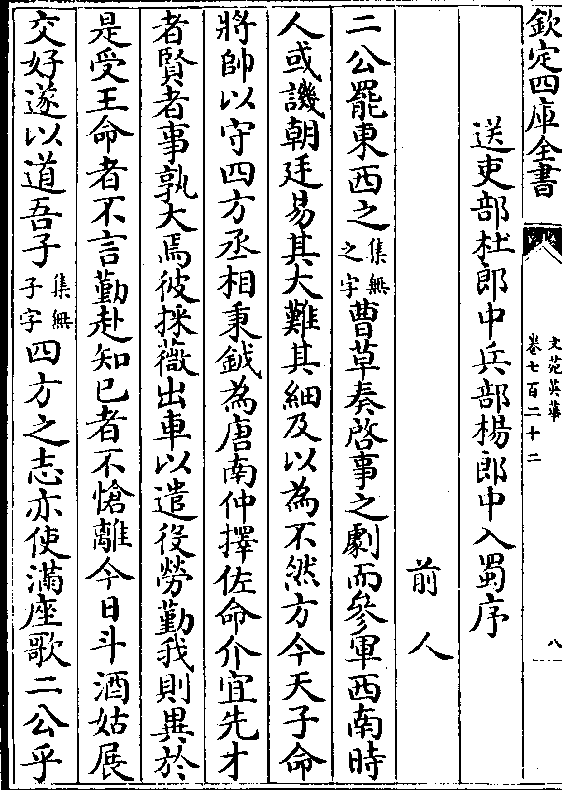 欽定四庫全書
文苑英華
卷七百二十二
八
送吏部杜郎中兵部楊郎中入蜀序
前人
二公罷東西之集無之字曹草奏啓事之劇而參軍西南時
人或譏朝廷易其大難其細及以為不然方今天子命
將帥以守四方丞相秉鉞為唐南仲擇佐命介宜先才
者賢者事孰大焉彼採薇出車以遣役勞勤我則異於
是受王命者不言勤赴知已者不愴離今日斗酒姑展
交好遂以道吾子集無子字四方之志亦使滿座歌二公乎